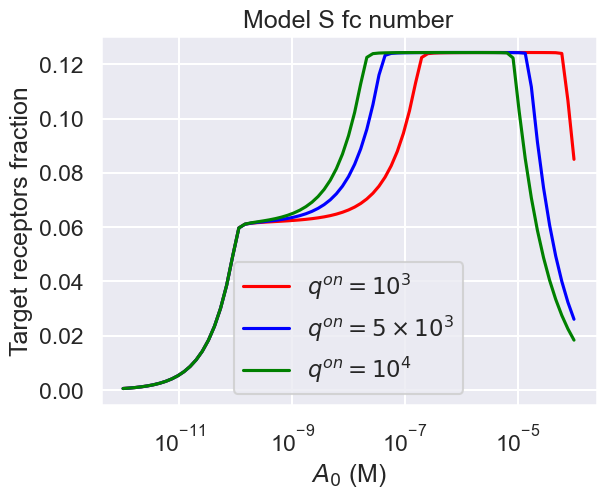 Model S fc number
Target receptors fraction
0.12
0.10
0.08
0.06
0.04
0.02
0.00
q^{on} = 10^3
q^{on} = 5 × 10^3
q^{on} = 10^4
10^{−11} 10^{−9} 10^{−7} 10^{−5}
A_0 (M)